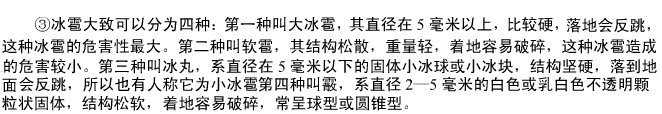 ③冰雹大致可以分为四种：第一种叫大冰雹，其直径在 5 毫米以上，比较硬，落地会反跳，
这种冰雹的危害性最大。第二种叫软雹，其结构松散，重量轻，着地容易破碎，这种冰雹造成
的危害较小。第三种叫冰丸，系直径在 5 毫米以下的固体小冰球或小冰块，结构坚硬，落到地
面会反跳，所以也有人称它为小冰雹第四种叫霰，系直径 2—5 毫米的白色或乳白色不透明颗
粒状固体，结构松软，着地容易破碎，常呈球型或圆锥型。